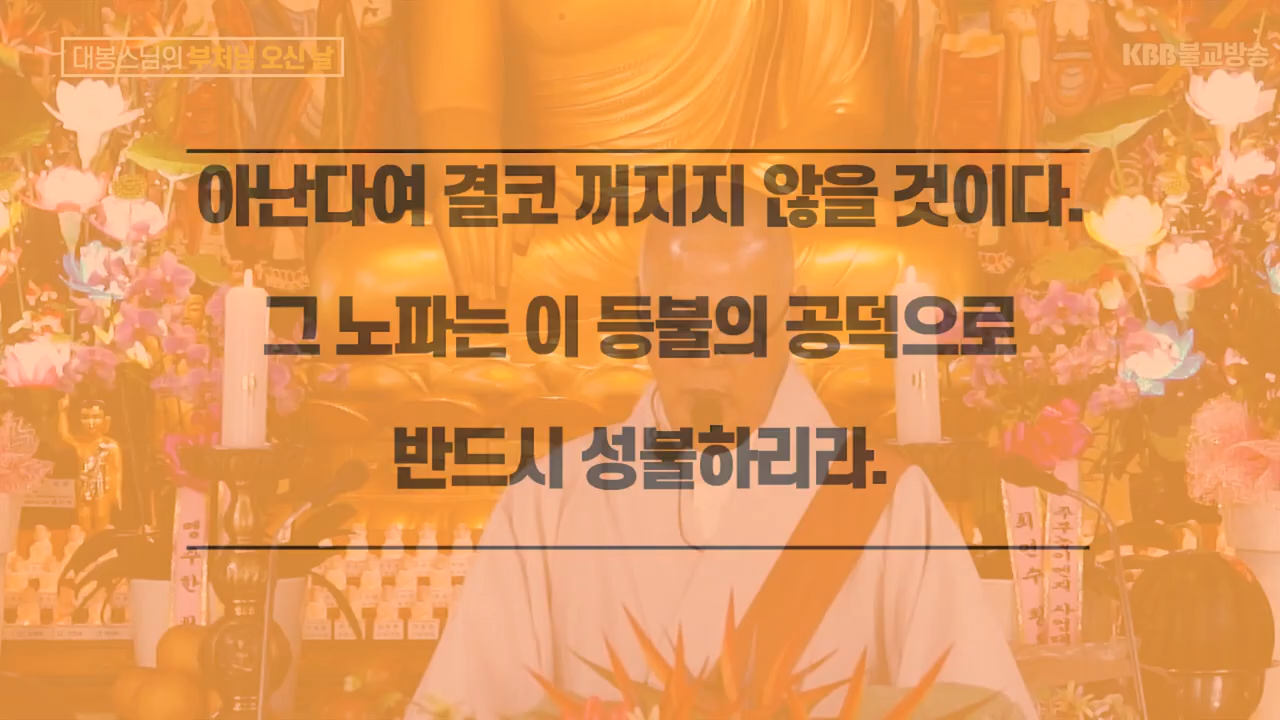 대봉스님의 부처님 오신 날
KBB불교방송
아난다여 결코 꺼지지 않을 것이다.
그 노파는 이 등불의 공덕으로
반드시 성불하리라.